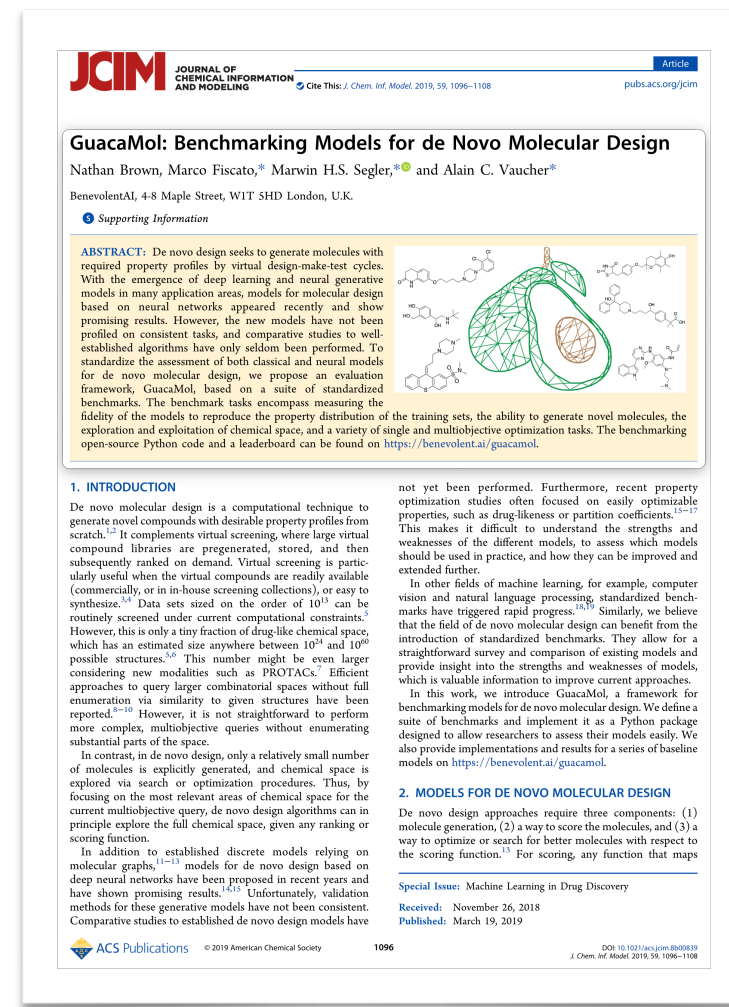 JCIM
JOURNAL OF
CHEMICAL INFORMATION
AND MODELING
Cite This: J. Chem. Inf. Model. 2019, 59, 1096−1108
Article
pubs.acs.org/jcim
GuacaMol: Benchmarking Models for de Novo Molecular Design
Nathan Brown, Marco Fiscato,* Marwin H.S. Segler,* and Alain C. Vaucher*
BenevolentAI, 4-8 Maple Street, W1T 5HD London, U.K.
S Supporting Information
ABSTRACT: De novo design seeks to generate molecules with
required property profiles by virtual design-make-test cycles.
With the emergence of deep learning and neural generative
models in many application areas, models for molecular design
based on neural networks appeared recently and show
promising results. However, the new models have not been
profiled on consistent tasks, and comparative studies to well-
established algorithms have only seldom been performed. To
standardize the assessment of both classical and neural models
for de novo molecular design, we propose an evaluation
framework, GuacaMol, based on a suite of standardized
benchmarks. The benchmark tasks encompass measuring the
fidelity of the models to reproduce the property distribution of the training sets, the ability to generate novel molecules, the
exploration and exploitation of chemical space, and a variety of single and multiobjective optimization tasks. The benchmarking
open-source Python code and a leaderboard can be found on https://benevolent.ai/guacamol.
1. INTRODUCTION
De novo molecular design is a computational technique to
generate novel compounds with desirable property profiles from
scratch.1,2 It complements virtual screening, where large virtual
compound libraries are pregenerated, stored, and then
subsequently ranked on demand. Virtual screening is partic-
ularly useful when the virtual compounds are readily available
(commercially, or in in-house screening collections), or easy to
synthesize.3,4 Data sets sized on the order of 10^13 can be
routinely screened under current computational constraints.5
However, this is only a tiny fraction of drug-like chemical space,
which has an estimated size anywhere between 10^24 and 10^60
possible structures.5,6 This number might be even larger
considering new modalities such as PROTACs.7 Efficient
approaches to query larger combinatorial spaces without full
enumeration via similarity to given structures have been
reported.8−10 However, it is not straightforward to perform
more complex, multiobjective queries without enumerating
substantial parts of the space.
In contrast, in de novo design, only a relatively small number
of molecules is explicitly generated, and chemical space is
explored via search or optimization procedures. Thus, by
focusing on the most relevant areas of chemical space for the
current multiobjective query, de novo design algorithms can in
principle explore the full chemical space, given any ranking or
scoring function.
In addition to established discrete models relying on
molecular graphs,11−13 models for de novo design based on
deep neural networks have been proposed in recent years and
have shown promising results.14,15 Unfortunately, validation
methods for these generative models have not been consistent.
Comparative studies to established de novo design models have
not yet been performed. Furthermore, recent property
optimization studies often focused on easily optimizable
properties, such as drug-likeness or partition coefficients.15−17
This makes it difficult to understand the strengths and
weaknesses of the different models, to assess which models
should be used in practice, and how they can be improved and
extended further.
In other fields of machine learning, for example, computer
vision and natural language processing, standardized bench-
marks have triggered rapid progress.18,19 Similarly, we believe
that the field of de novo molecular design can benefit from the
introduction of standardized benchmarks. They allow for a
straightforward survey and comparison of existing models and
provide insight into the strengths and weaknesses of models,
which is valuable information to improve current approaches.
In this work, we introduce GuacaMol, a framework for
benchmarking models for de novo molecular design. We define a
suite of benchmarks and implement it as a Python package
designed to allow researchers to assess their models easily. We
also provide implementations and results for a series of baseline
models on https://benevolent.ai/guacamol.
2. MODELS FOR DE NOVO MOLECULAR DESIGN
De novo design approaches require three components: (1)
molecule generation, (2) a way to score the molecules, and (3) a
way to optimize or search for better molecules with respect to
the scoring function.13 For scoring, any function that maps
Special Issue: Machine Learning in Drug Discovery
Received: November 26, 2018
Published: March 19, 2019
ACS Publications
© 2019 American Chemical Society
1096
DOI: 10.1021/acs.jcim.8b00839
J. Chem. Inf. Model. 2019, 59, 1096−1108